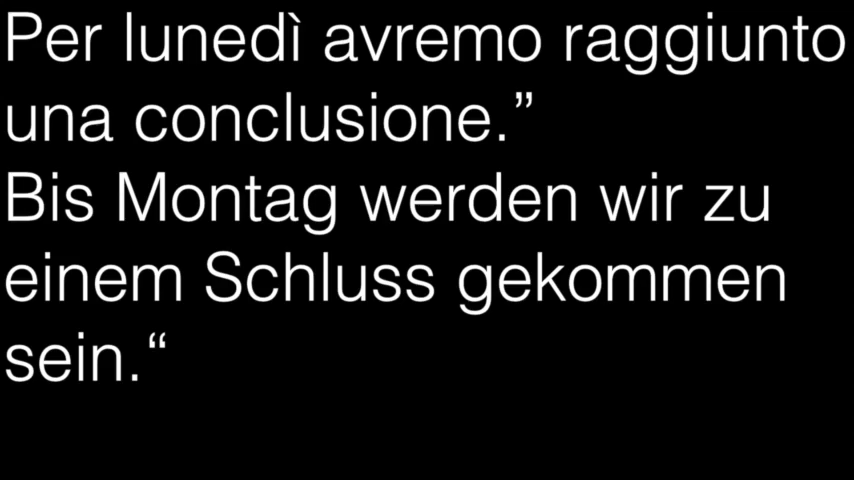 Per lunedì avremo raggiunto
una conclusione.”
Bis Montag werden wir zu
einem Schluss gekommen
sein.“